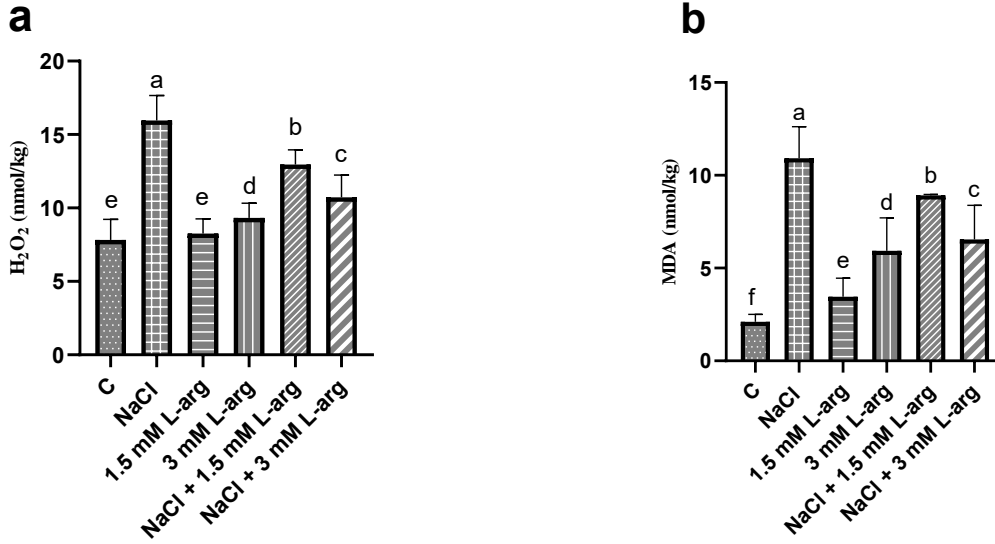 a
H₂O₂ (nmol/kg)
20
15
10
5
0
a
b
c
d
e
e
C
NaCl
1.5 mM L-arg
3 mM L-arg
NaCl + 1.5 mM L-arg
NaCl + 3 mM L-arg
b
MDA (nmol/kg)
15
10
5
0
a
b
c
d
e
f
C
NaCl
1.5 mM L-arg
3 mM L-arg
NaCl + 1.5 mM L-arg
NaCl + 3 mM L-arg